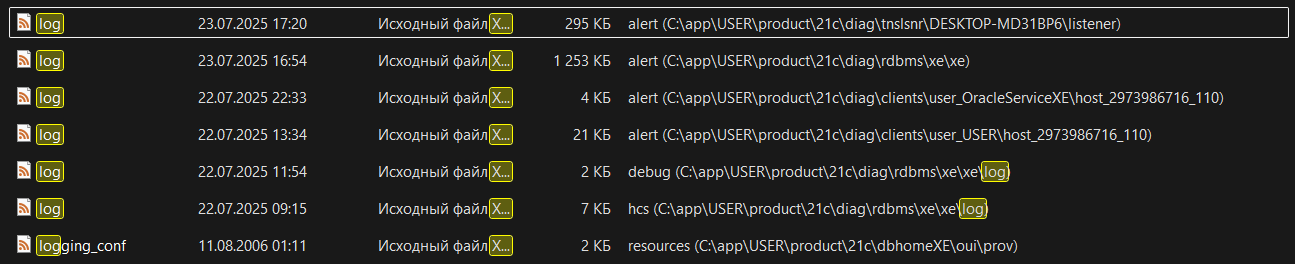 log 23.07.2025 17:20 Исходный файл X... 295 КБ alert (C:\app\USER\product\21c\diag\tnslsnr\DESKTOP-MD31BP6\listener)
log 23.07.2025 16:54 Исходный файл X... 1 253 КБ alert (C:\app\USER\product\21c\diag\rdbms\xe\xe)
log 22.07.2025 22:33 Исходный файл X... 4 КБ alert (C:\app\USER\product\21c\diag\clients\user_OracleServiceXE\host_2973986716_110)
log 22.07.2025 13:34 Исходный файл X... 21 КБ alert (C:\app\USER\product\21c\diag\clients\user_USER\host_2973986716_110)
log 22.07.2025 11:54 Исходный файл X... 2 КБ debug (C:\app\USER\product\21c\diag\rdbms\xe\xe\log)
log 22.07.2025 09:15 Исходный файл X... 7 КБ hcs (C:\app\USER\product\21c\diag\rdbms\xe\xe\log)
logging_conf 11.08.2006 01:11 Исходный файл X... 2 КБ resources (C:\app\USER\product\21c\dbhomeXE\oui\prov)